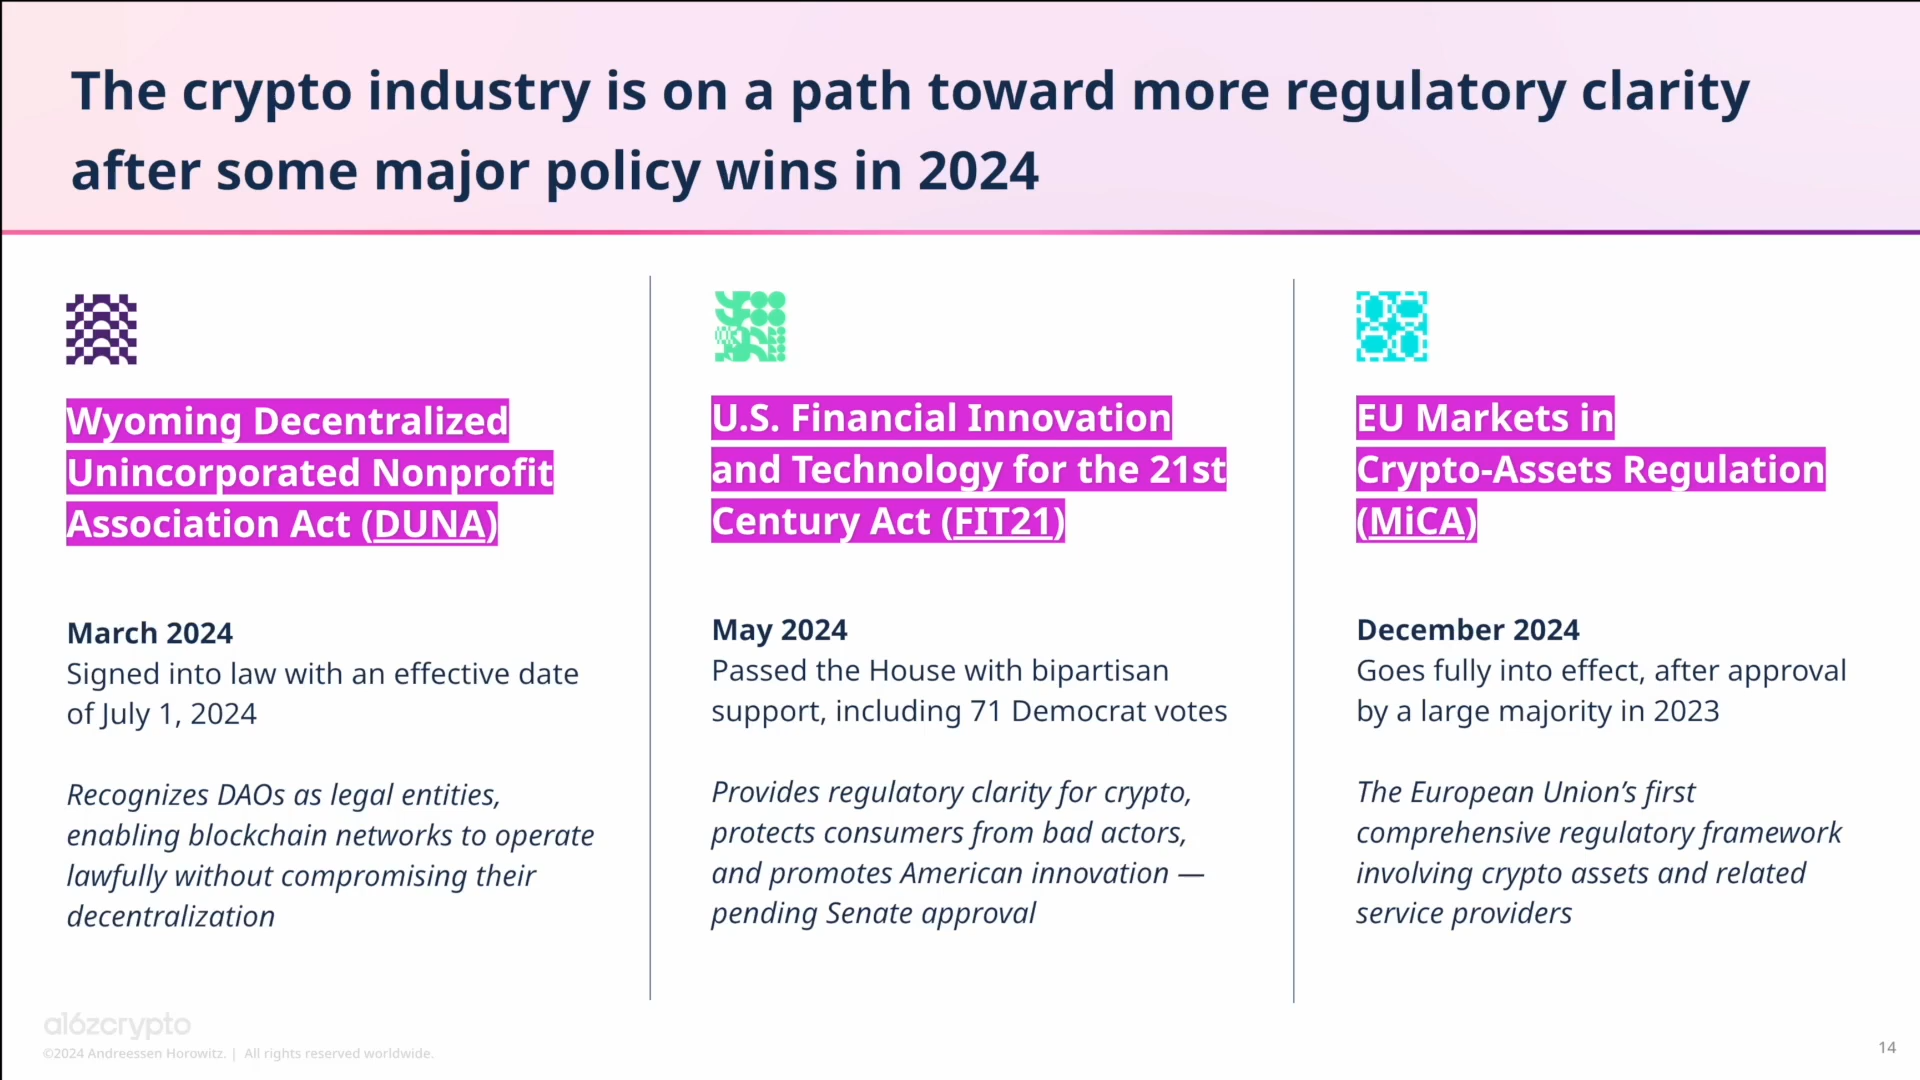 The crypto industry is on a path toward more regulatory clarity
after some major policy wins in 2024
Wyoming Decentralized
Unincorporated Nonprofit
Association Act (DUNA)
March 2024
Signed into law with an effective date
of July 1, 2024
Recognizes DAOs as legal entities,
enabling blockchain networks to operate
lawfully without compromising their
decentralization
U.S. Financial Innovation
and Technology for the 21st
Century Act (FIT21)
May 2024
Passed the House with bipartisan
support, including 71 Democrat votes
Provides regulatory clarity for crypto,
protects consumers from bad actors,
and promotes American innovation —
pending Senate approval
EU Markets in
Crypto-Assets Regulation
(MiCA)
December 2024
Goes fully into effect, after approval
by a large majority in 2023
The European Union’s first
comprehensive regulatory framework
involving crypto assets and related
service providers
a16zcrypto
©2024 Andreessen Horowitz. | All rights reserved worldwide.
14